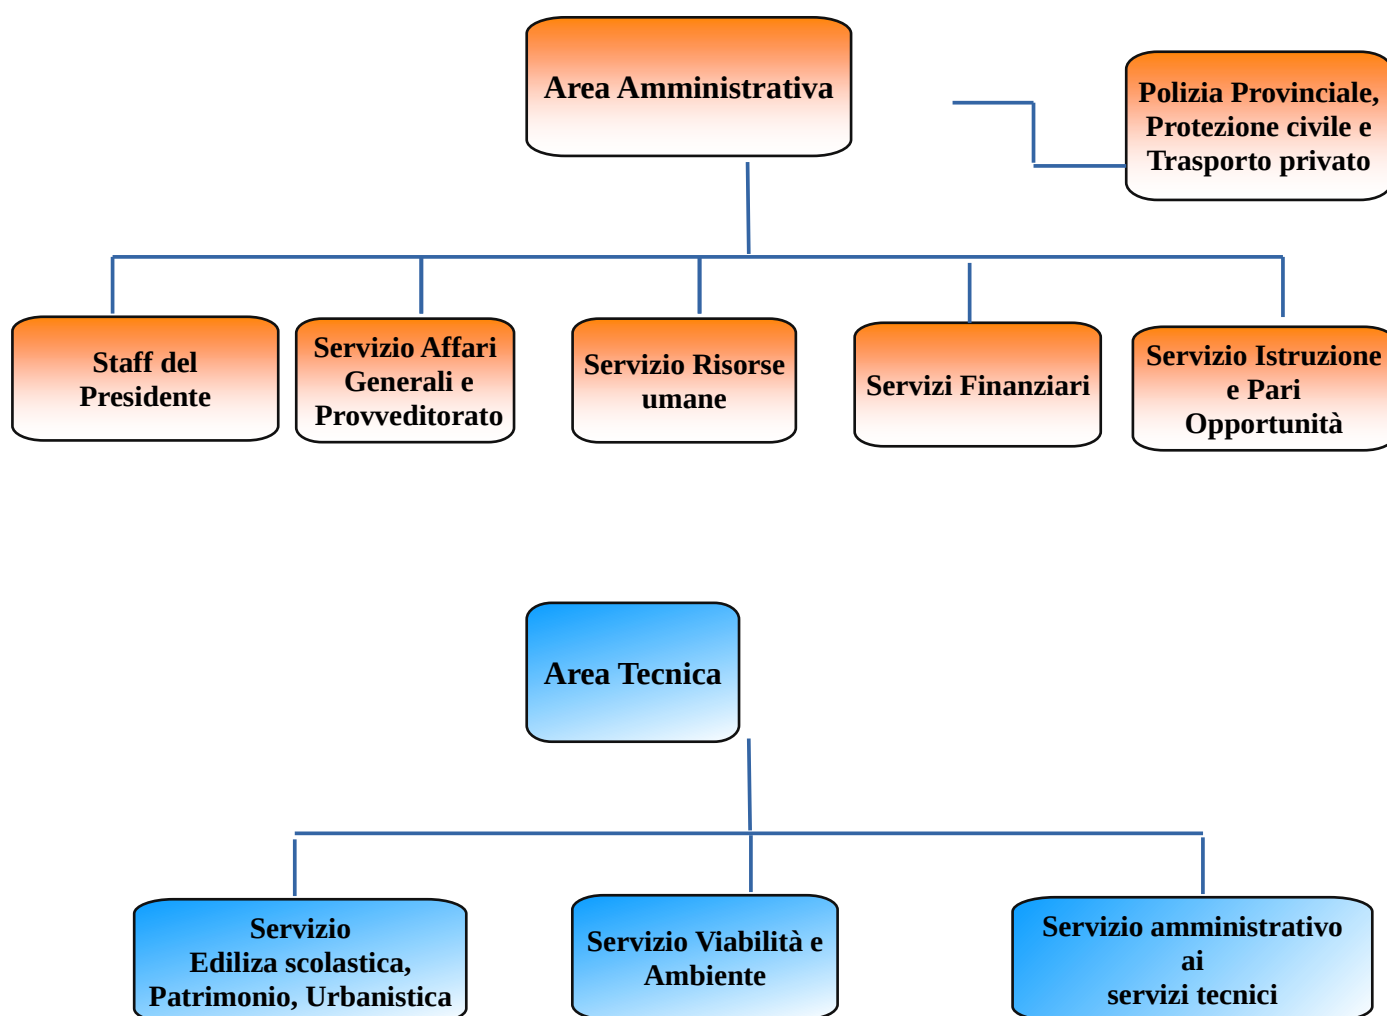 Area Amministrativa
Polizia Provinciale,
Protezione civile e
Trasporto privato
Staff del
Presidente
Servizio Affari
Generali e
Provveditorato
Servizio Risorse
umane
Servizi Finanziari
Servizio Istruzione
e Pari
Opportunità
Area Tecnica
Servizio
Ediliza scolastica,
Patrimonio, Urbanistica
Servizio Viabilità e
Ambiente
Servizio amministrativo
ai
servizi tecnici